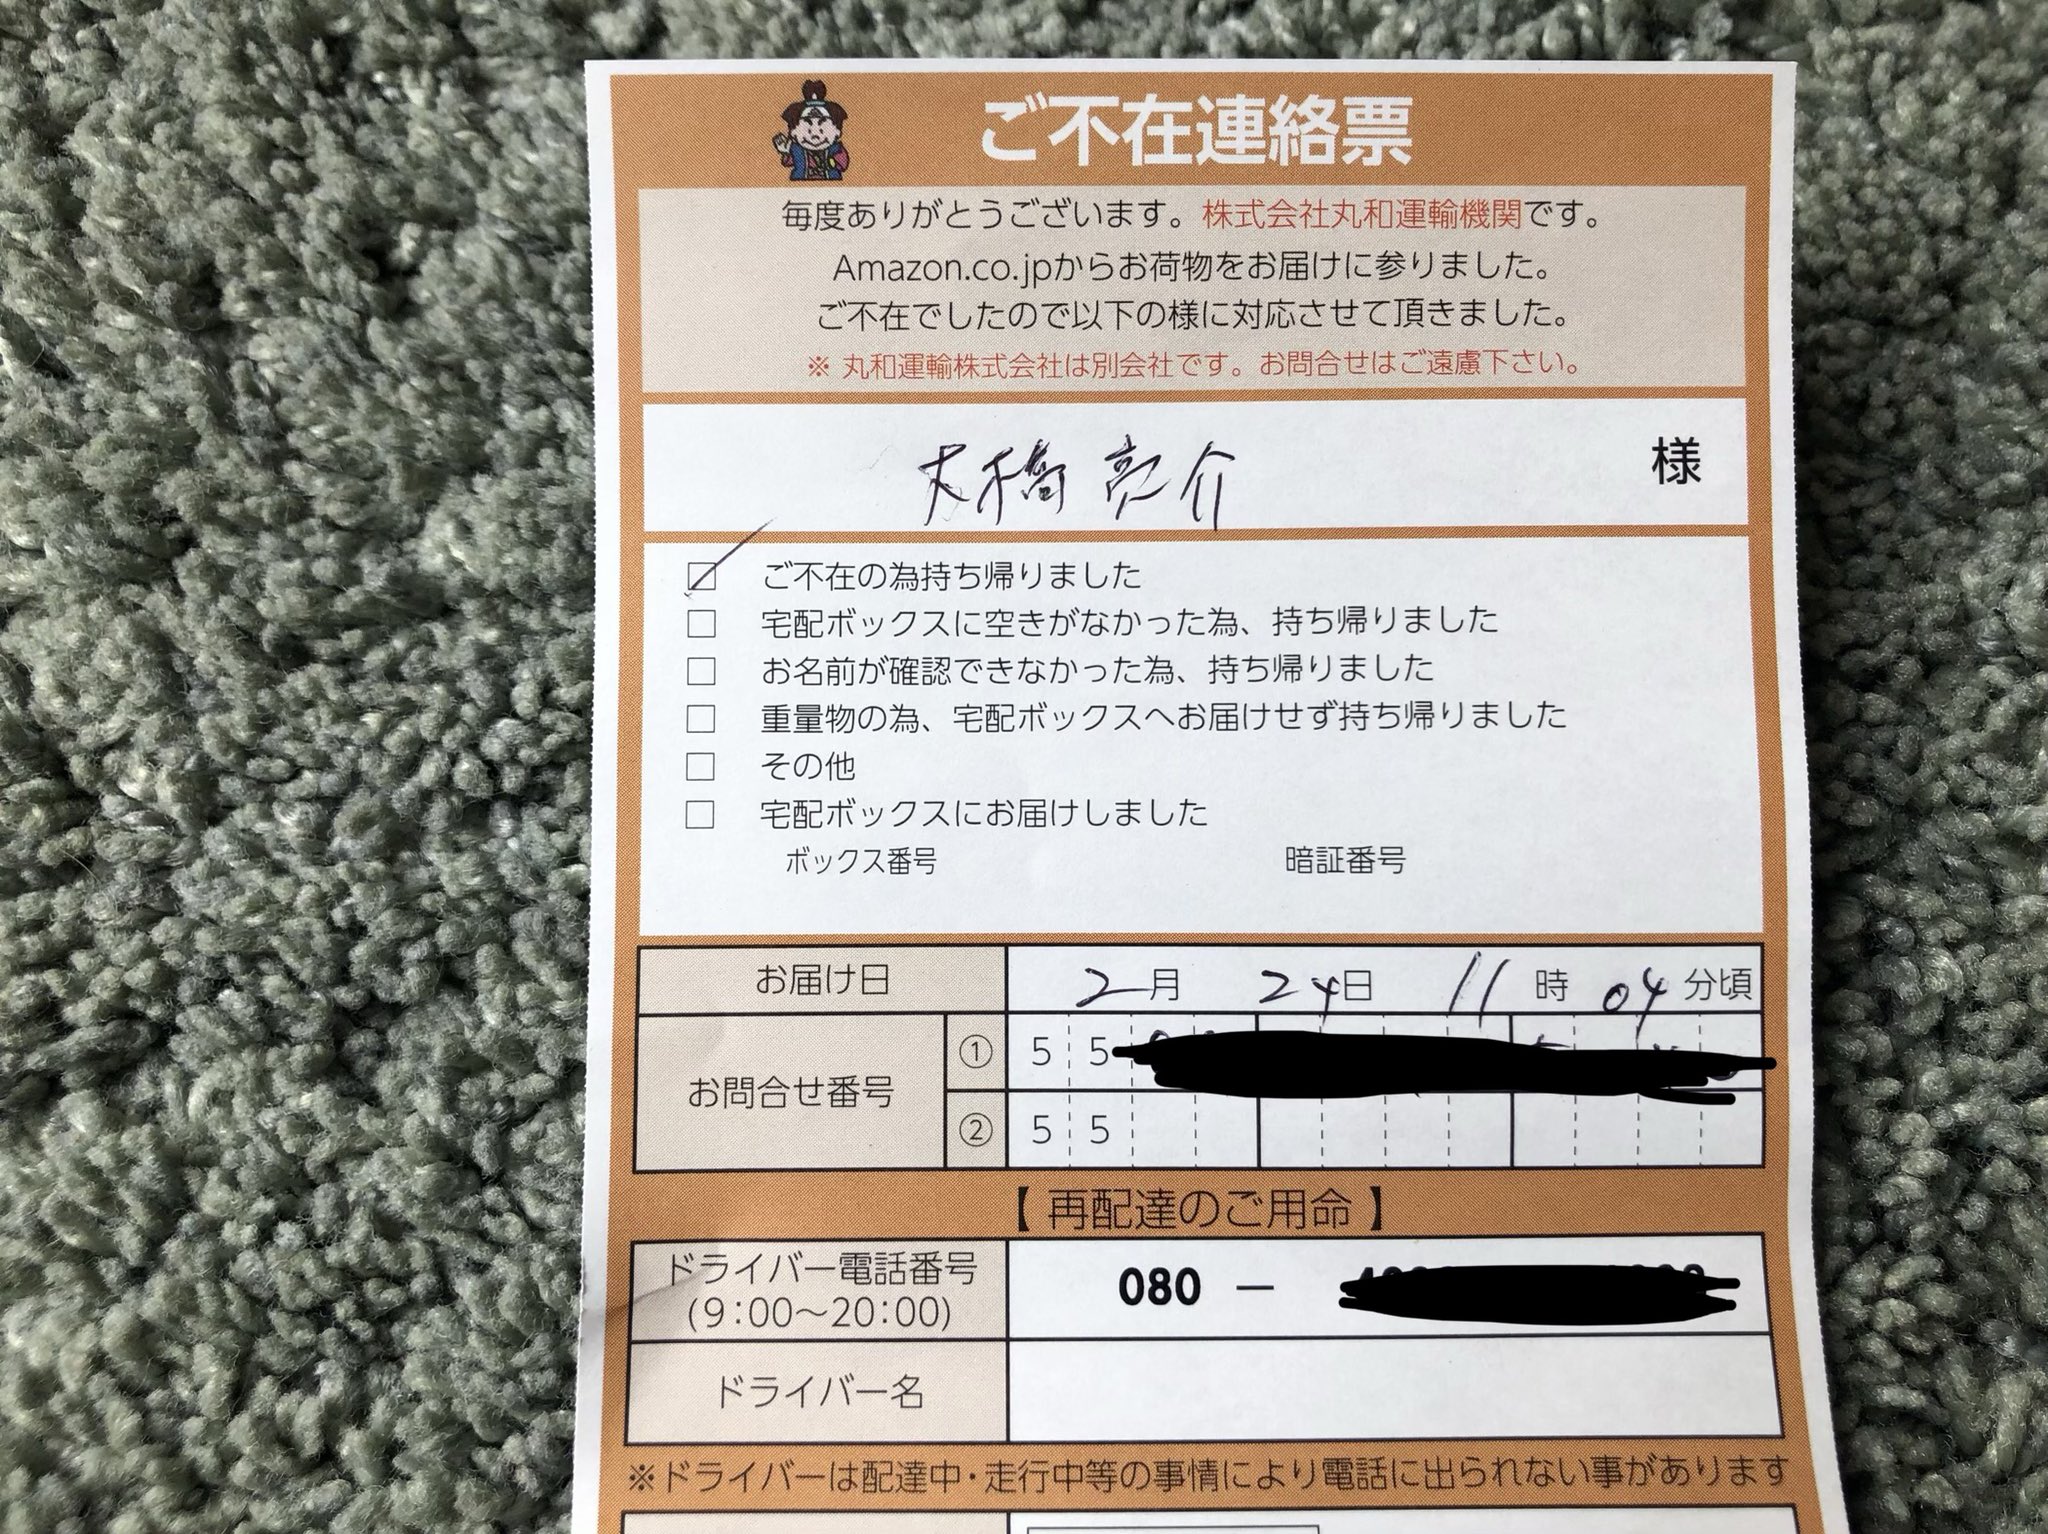 ご不在連絡票
毎度ありがとうございます。株式会社丸和運輸機関です。
Amazon.co.jpからお荷物をお届けに参りました。
ご不在でしたので以下の様に対応させて頂きました。
※ 丸和運輸株式会社は別会社です。お問合せはご遠慮下さい。
大橋 亮介 様
☑ ご不在の為持ち帰りました
□ 宅配ボックスに空きがなかった為、持ち帰りました
□ お名前が確認できなかった為、持ち帰りました
□ 重量物の為、宅配ボックスへお届けせず持ち帰りました
□ その他
□ 宅配ボックスにお届けしました
ボックス番号 暗証番号
お届け日 2月 24日 11時 04分頃
お問合せ番号 ① 5 5
② 5 5
【 再配達のご用命 】
ドライバー電話番号 080 ー
(9:00〜20:00)
ドライバー名
※ドライバーは配達中・走行中等の事情により電話に出られない事があります